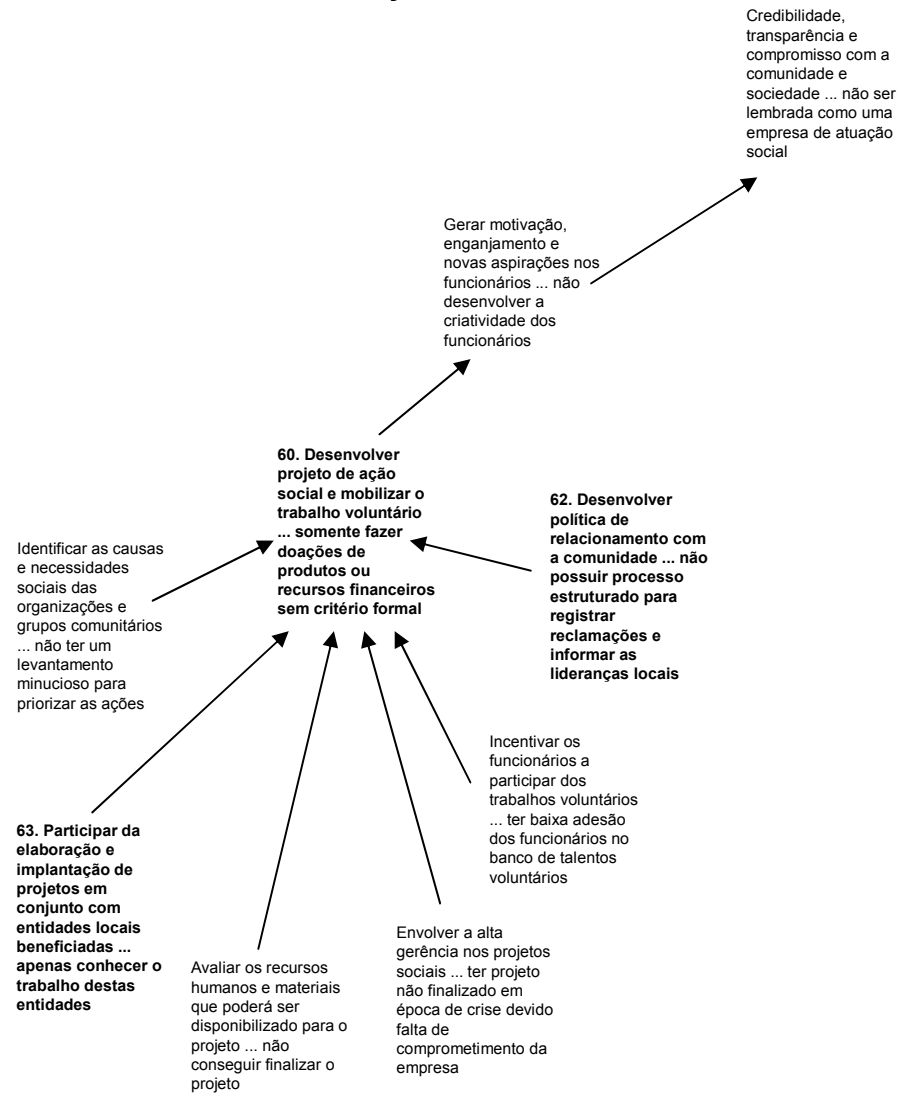 Credibilidade,
transparência e
compromisso com a
comunidade e
sociedade ... não ser
lembrada como uma
empresa de atuação
social
Gerar motivação,
enganjamento e
novas aspirações nos
funcionários ... não
desenvolver a
criatividade dos
funcionários
60. Desenvolver
projeto de ação
social e mobilizar o
trabalho voluntário
... somente fazer
doações de
produtos ou
recursos financeiros
sem critério formal
62. Desenvolver
política de
relacionamento com
a comunidade ... não
possuir processo
estruturado para
registrar
reclamações e
informar as
lideranças locais
Identificar as causas
e necessidades
sociais das
organizações e
grupos comunitários
... não ter um
levantamento
minucioso para
priorizar as ações
Incentivar os
funcionários a
participar dos
trabalhos voluntários
... ter baixa adesão
dos funcionários no
banco de talentos
voluntários
63. Participar da
elaboração e
implantação de
projetos em
conjunto com
entidades locais
beneficiadas ...
apenas conhecer o
trabalho destas
entidades
Avaliar os recursos
humanos e materiais
que poderá ser
disponibilizado para o
projeto ... não
conseguir finalizar o
projeto
Envolver a alta
gerência nos projetos
sociais ... ter projeto
não finalizado em
época de crise devido
falta de
comprometimento da
empresa